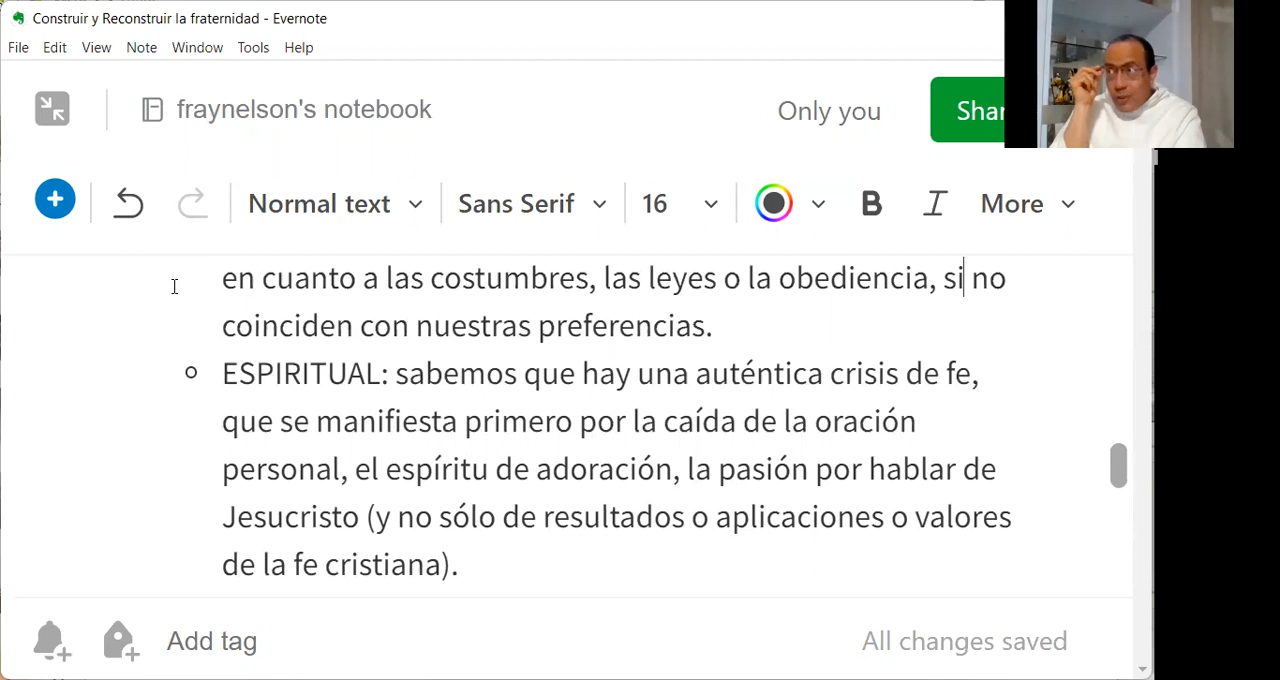 Construir y Reconstruir la fraternidad - Evernote
File Edit View Note Window Tools Help
fraynelson's notebook
Only you
Shar
Normal text
Sans Serif
16
B
I
More
en cuanto a las costumbres, las leyes o la obediencia, si no
coinciden con nuestras preferencias.
ESPIRITUAL: sabemos que hay una auténtica crisis de fe,
que se manifiesta primero por la caída de la oración
personal, el espíritu de adoración, la pasión por hablar de
Jesucristo (y no sólo de resultados o aplicaciones o valores
de la fe cristiana).
Add tag
All changes saved